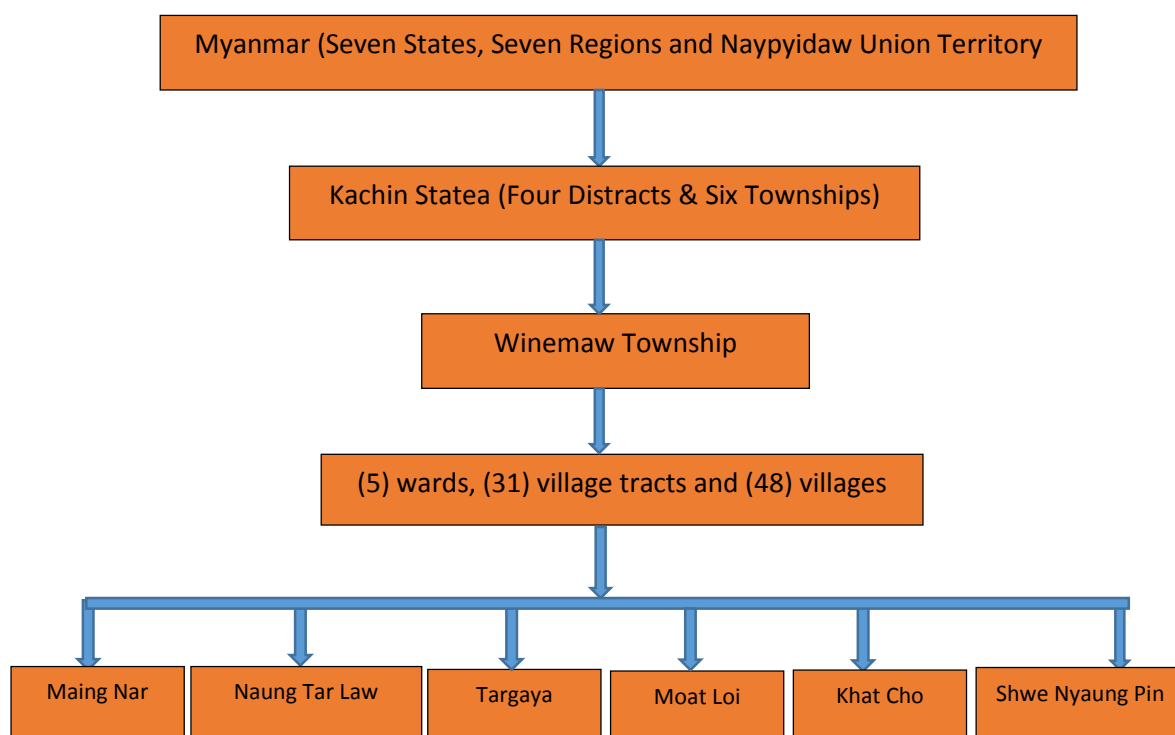 Myanmar (Seven States, Seven Regions and Naypyidaw Union Territory
Kachin Statea (Four Distracts & Six Townships)
Winemaw Township
(5) wards, (31) village tracts and (48) villages
Maing Nar
Naung Tar Law
Targaya
Moat Loi
Khat Cho
Shwe Nyaung Pin